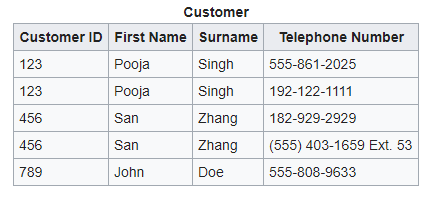 Customer
Customer ID First Name Surname Telephone Number
123 Pooja Singh 555-861-2025
123 Pooja Singh 192-122-1111
456 San Zhang 182-929-2929
456 San Zhang (555) 403-1659 Ext. 53
789 John Doe 555-808-9633